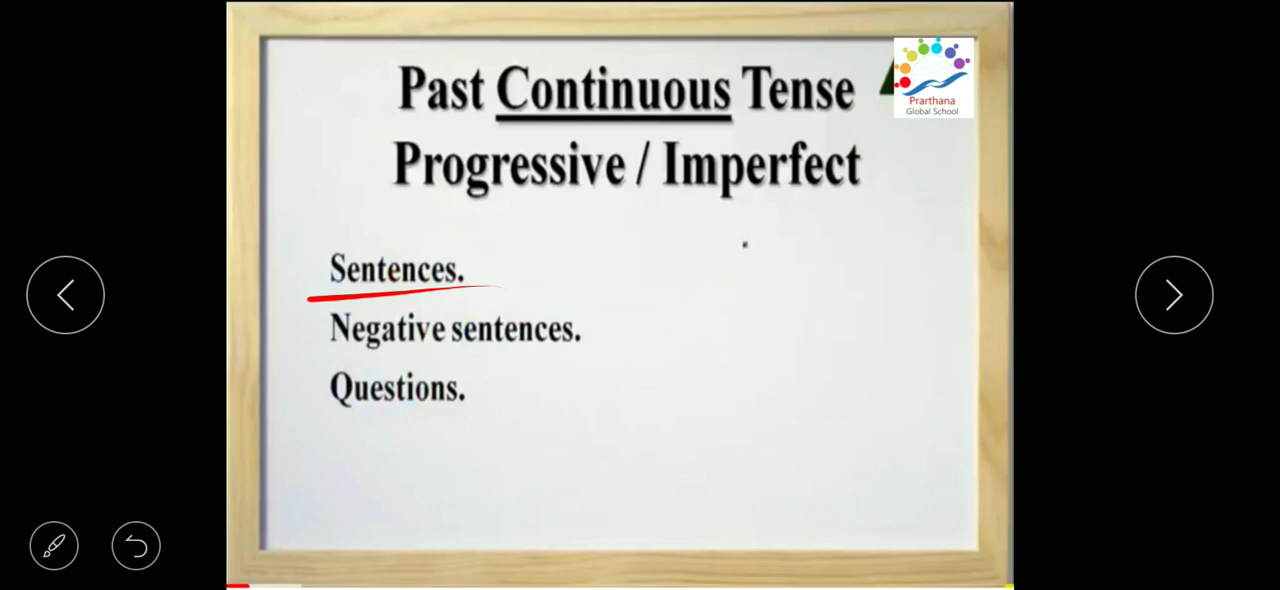 Past Continuous Tense
Progressive / Imperfect
Prarthana
Global School
Sentences.
Negative sentences.
Questions.